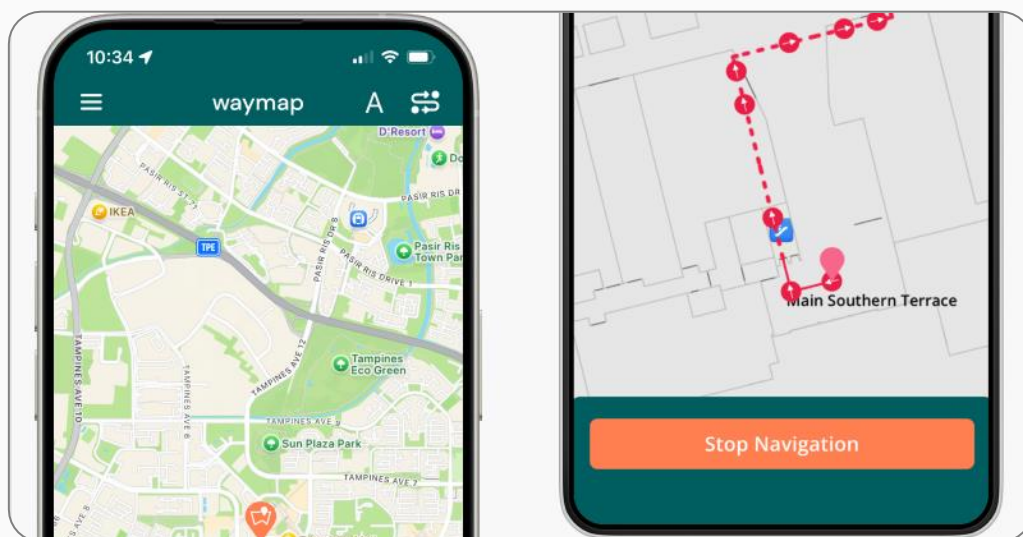 10:34
waymap A
D'Resort
Do
PASIR RIS ST 71
PASIR RIS DR
IKEA
PASIR RIS DR 8
TPE
Pasir Ris
Town Par
PASIR RIS DRIVE 1
TAMPINES AVE 10
TAMPINES AVE 12
Tampines
Eco Green
TAMPINES AVE 6
TAMPINES AVE 9
Sun Plaza Park
TAMPINES AVE 7
S AVE 8
Main Southern Terrace
Stop Navigation